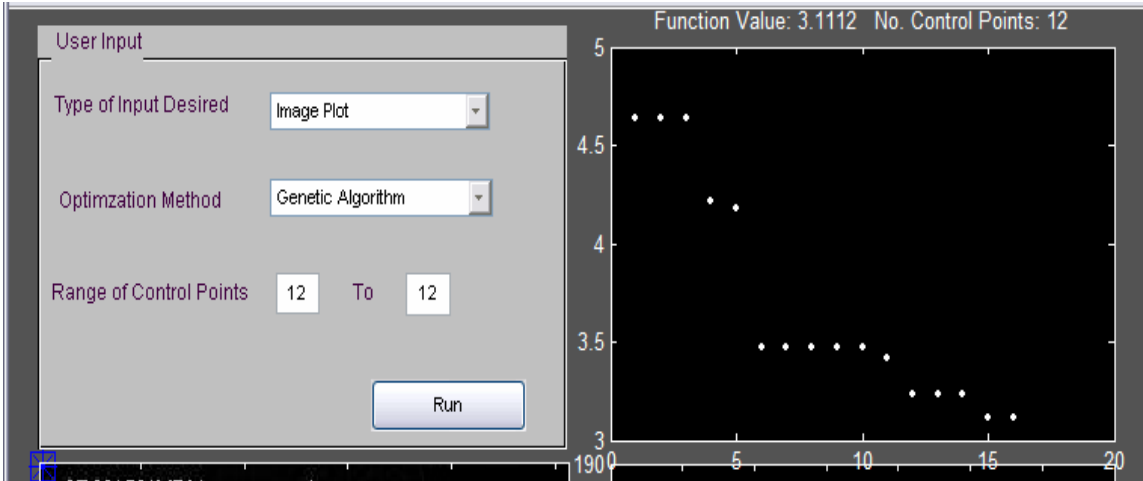 User Input
Type of Input Desired
Image Plot
Optimzation Method
Genetic Algorithm
Range of Control Points
12
To
12
Run
Function Value: 3.1112 No. Control Points: 12
5
4.5
4
3.5
3
0 5 10 15 20
190